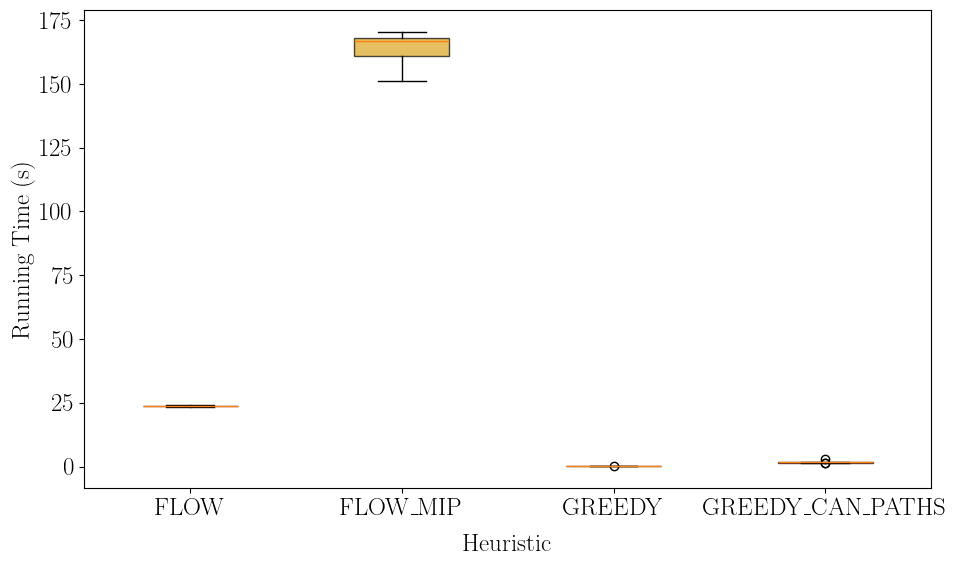 175
150
125
100
75
50
25
0
Running Time (s)
FLOW
FLOW_MIP
GREEDY
GREEDY_CAN_PATHS
Heuristic